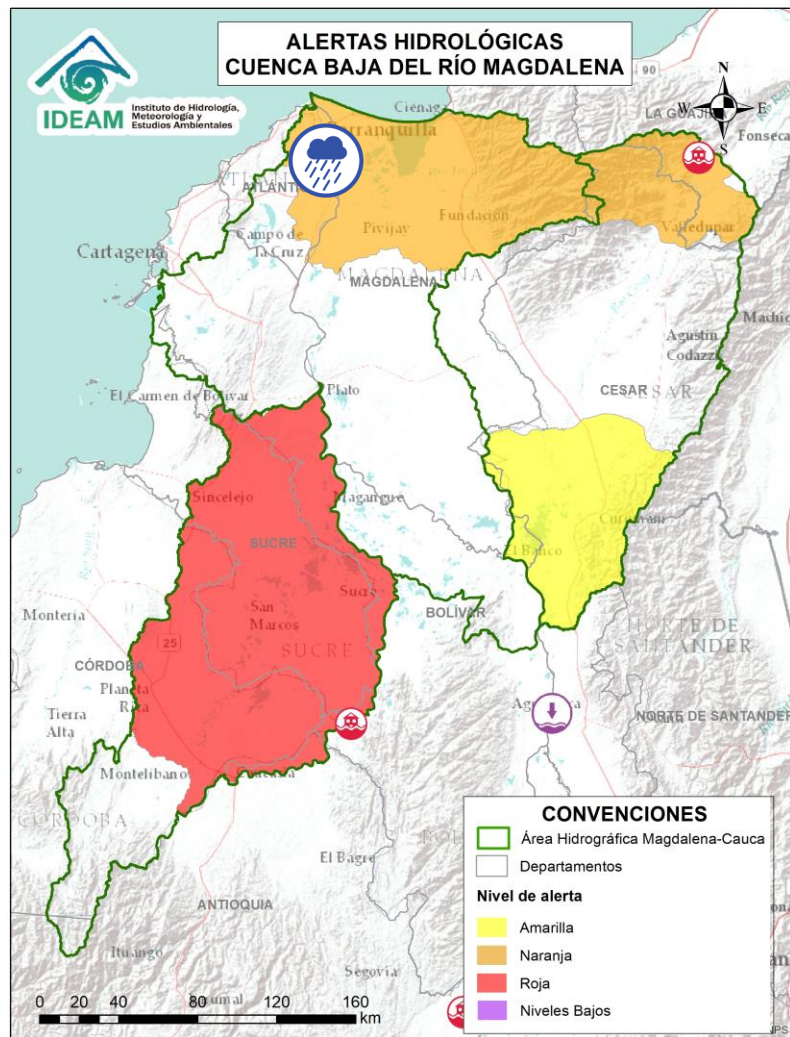 ALERTAS HIDROLÓGICAS
CUENCA BAJA DEL RÍO MAGDALENA
IDEAM
Instituto de Hidrología,
Meteorología y
Estudios Ambientales
N
W E
S
90
Ciénaga
LA GUAJIRA
Fonseca
Cartagena
Campo de
la Cruz
Pivijay
Fundación
Valledupar
MAGDALENA
MAGDALENA
Agustín
Codazzi
CESAR
CESAR
El Carmen de Bolívar
Plato
Sincelejo
Magangue
SUCRE
El Banco
Sucre
San
Marcos
BOLÍVAR
Montería
25
SUCRE
NORTE DE
SANTANDER
CÓRDOBA
Planeta
Rica
Tierra
Alta
NORTE DE SANTANDER
Montelíbano
CÓRDOBA
El Bagre
ANTIOQUIA
Ituango
Segovia
CONVENCIONES
Área Hidrográfica Magdalena-Cauca
Departamentos
Nivel de alerta
Amarilla
Naranja
Roja
Niveles Bajos
0 20 40 80 120 160
km